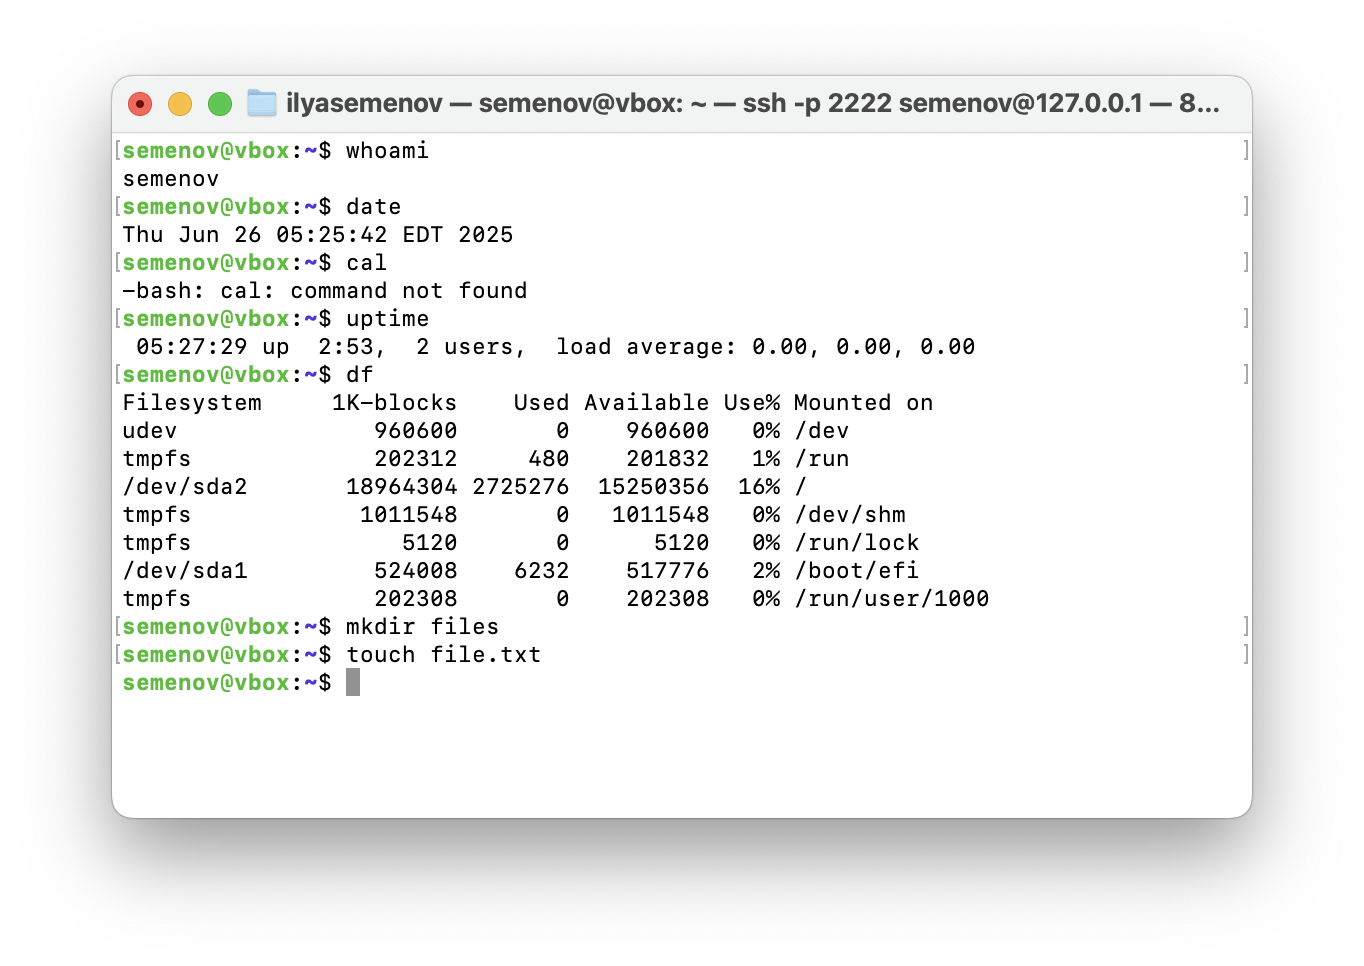 ilyasemenov — semenov@vbox: ~ — ssh -p 2222 semenov@127.0.0.1 — 8...
[semenov@vbox:~$ whoami ]
semenov
[semenov@vbox:~$ date ]
Thu Jun 26 05:25:42 EDT 2025
[semenov@vbox:~$ cal ]
-bash: cal: command not found
[semenov@vbox:~$ uptime ]
 05:27:29 up  2:53,  2 users,  load average: 0.00, 0.00, 0.00
[semenov@vbox:~$ df ]
Filesystem     1K-blocks    Used Available Use% Mounted on
udev              960600       0    960600   0% /dev
tmpfs             202312     480    201832   1% /run
/dev/sda2       18964304 2725276  15250356  16% /
tmpfs            1011548       0   1011548   0% /dev/shm
tmpfs               5120       0      5120   0% /run/lock
/dev/sda1         524008    6232    517776   2% /boot/efi
tmpfs             202308       0    202308   0% /run/user/1000
[semenov@vbox:~$ mkdir files ]
[semenov@vbox:~$ touch file.txt ]
semenov@vbox:~$